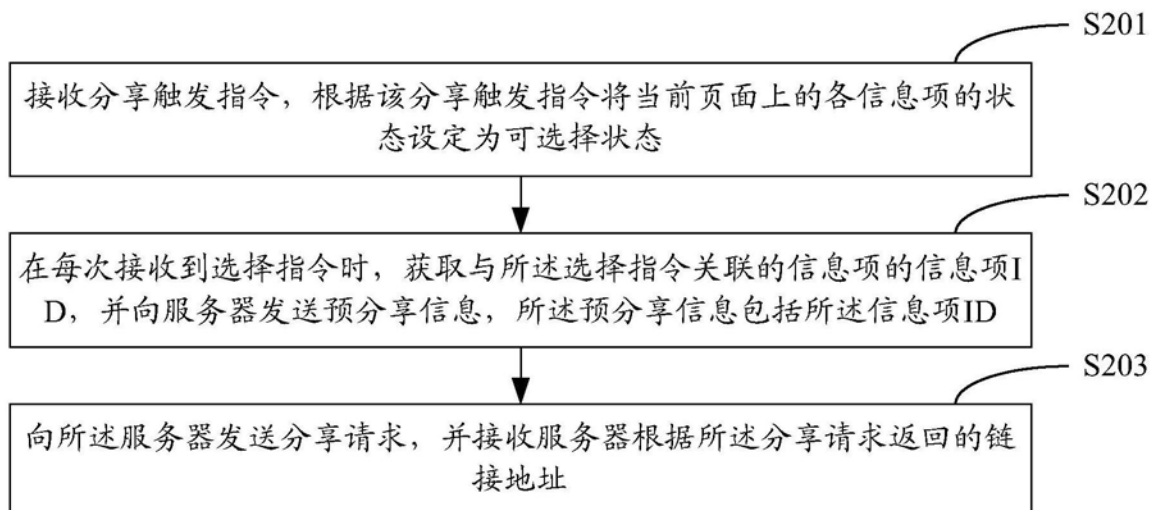 S201
接收分享触发指令，根据该分享触发指令将当前页面上的各信息项的状
态设定为可选择状态
S202
在每次接收到选择指令时，获取与所述选择指令关联的信息项的信息项I
D，并向服务器发送预分享信息，所述预分享信息包括所述信息项ID
S203
向所述服务器发送分享请求，并接收服务器根据所述分享请求返回的链
接地址